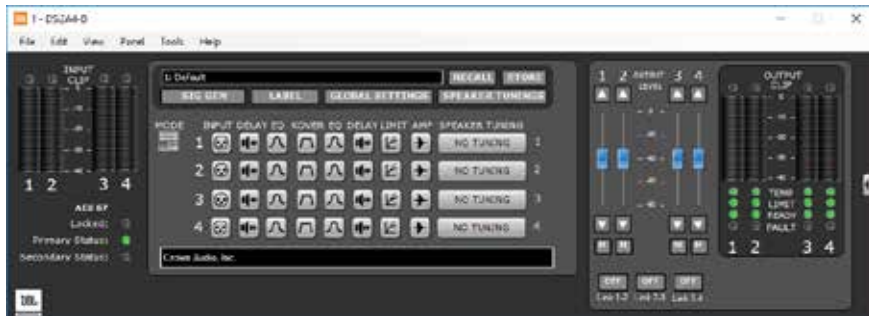 1 - DSi2A4-D
File Edit View Panel Tools Help
INPUT
CLIP
1 2 3 4
AES 67
Locked:
Primary Status:
Secondary Status:
JBL
1: Default
RECALL STORE
SIG GEN LABEL GLOBAL SETTINGS SPEAKER TUNINGS
MODE INPUT DELAY EQ XOVER EQ DELAY LIMIT AMP SPEAKER TUNING
1 NO TUNING 1
2 NO TUNING 2
3 NO TUNING 3
4 NO TUNING 4
Crown Audio, Inc.
1 2 OUTPUT LEVEL 3 4
M M M M
OFF OFF OFF
Link 1-2 Link 2-3 Link 3-4
OUTPUT
CLIP
TEMP
LIMIT
READY
FAULT
1 2 3 4